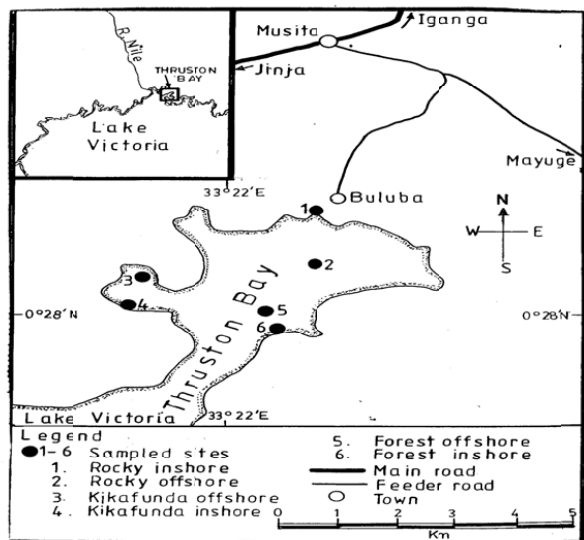 Iganga
Musita
R. Nile
THRUSTON
BAY
Jinja
Lake
Victoria
Mayuge
33°22'E
Buluba
1
N
W E
S
2
3
4
5
6
0°28'N
0°28'N
Thruston Bay
Lake Victoria
33°22'E
Legend
1-6 Sampled sites
1. Rocky inshore
2. Rocky offshore
3. Kikafunda offshore
4. Kikafunda inshore
5. Forest offshore
6. Forest inshore
Main road
Feeder road
Town
0 1 2 3 4 5
Km